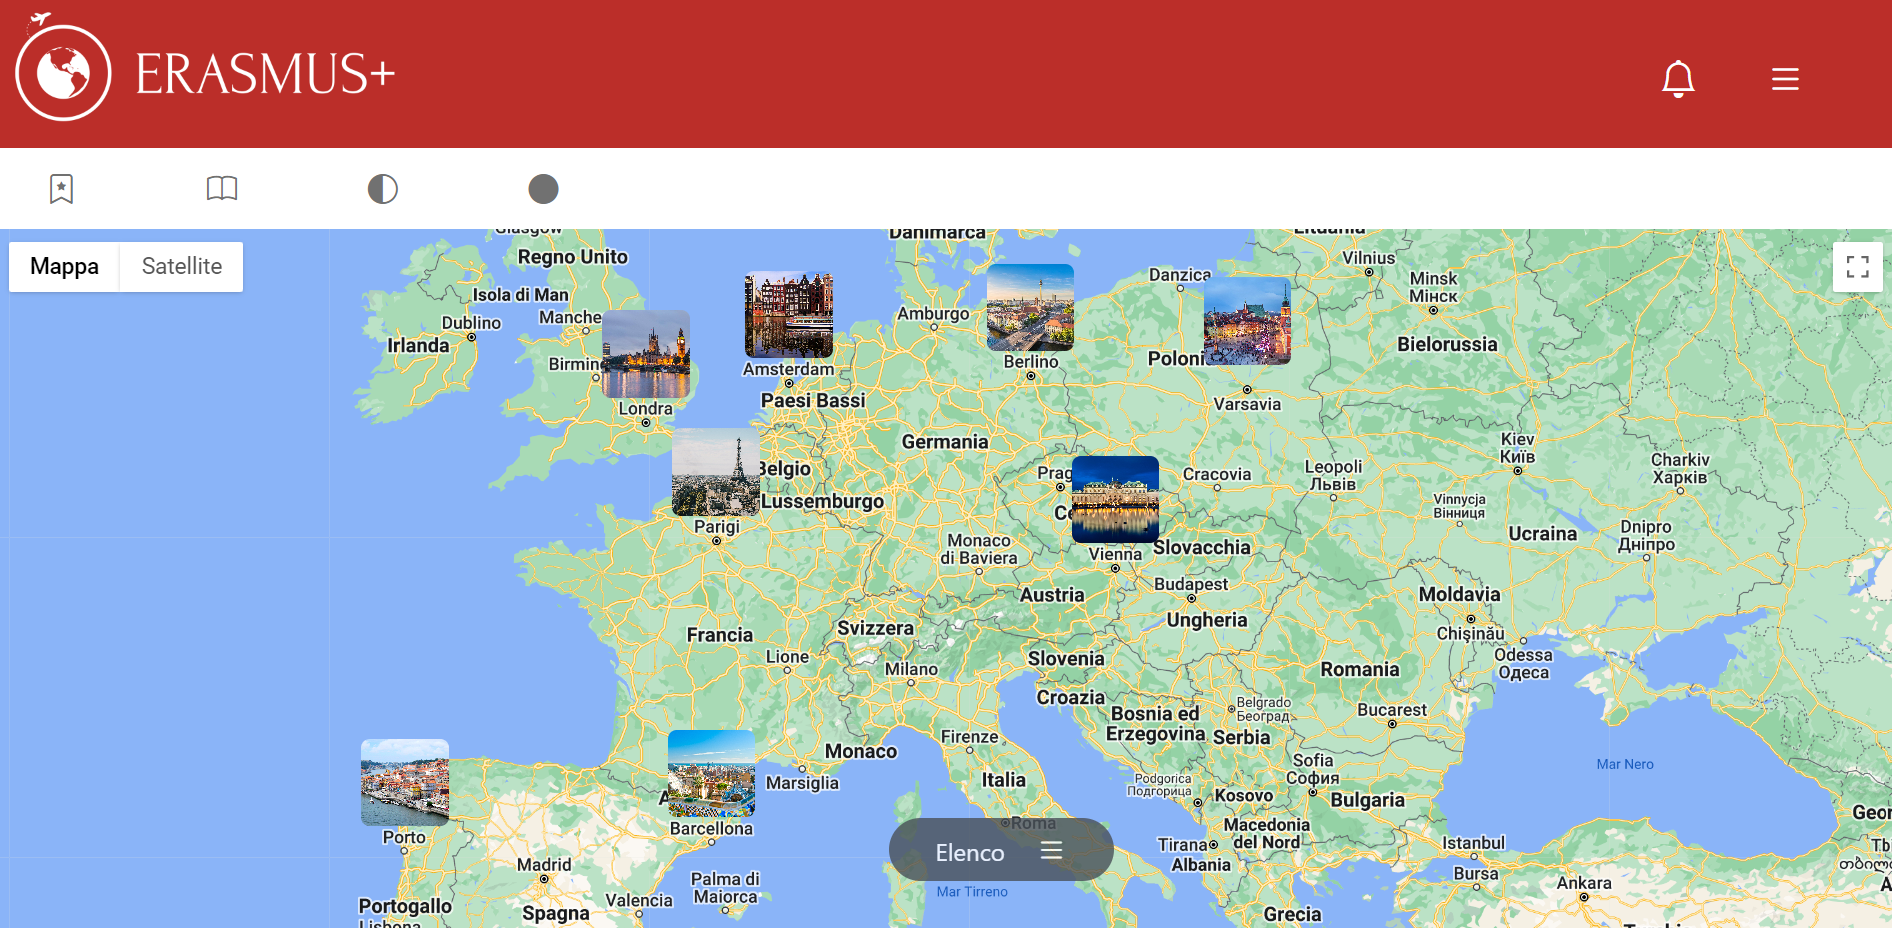 ERASMUS+
Mappa
Satellite
Glasgow
Danimarca
Lituania
Regno Unito
Vilnius
Danzica
Minsk
Мінск
Isola di Man
Amburgo
Dublino
Manche
Irlanda
Bielorussia
Berlino
Poloni
Birming
Amsterdam
Paesi Bassi
Varsavia
Londra
Germania
Kiev
Київ
Belgio
Prag
Cracovia
Leopoli
Львів
Charkiv
Харків
Lussemburgo
Vinnycja
Вінниця
Ce
Parigi
Dnipro
Дніпро
Ucraina
Monaco
di Baviera
Vienna
Slovacchia
Budapest
Austria
Moldavia
Ungheria
Francia
Svizzera
Chișinău
Lione
Slovenia
Odessa
Одеса
Milano
Romania
Croazia
Belgrado
Београд
Bosnia ed
Erzegovina
Bucarest
Serbia
Firenze
Monaco
Sofia
София
Mar Nero
Italia
Marsiglia
Podgorica
Подгорица
A
Kosovo
Bulgaria
Geor
Roma
Macedonia
del Nord
Barcellona
Porto
Tirana
Istanbul
Tb
Elenco
Madrid
Albania
Bursa
Palma di
Maiorca
Ankara
A
Mar Tirreno
Valencia
Portogallo
Spagna
Grecia
Lisbona